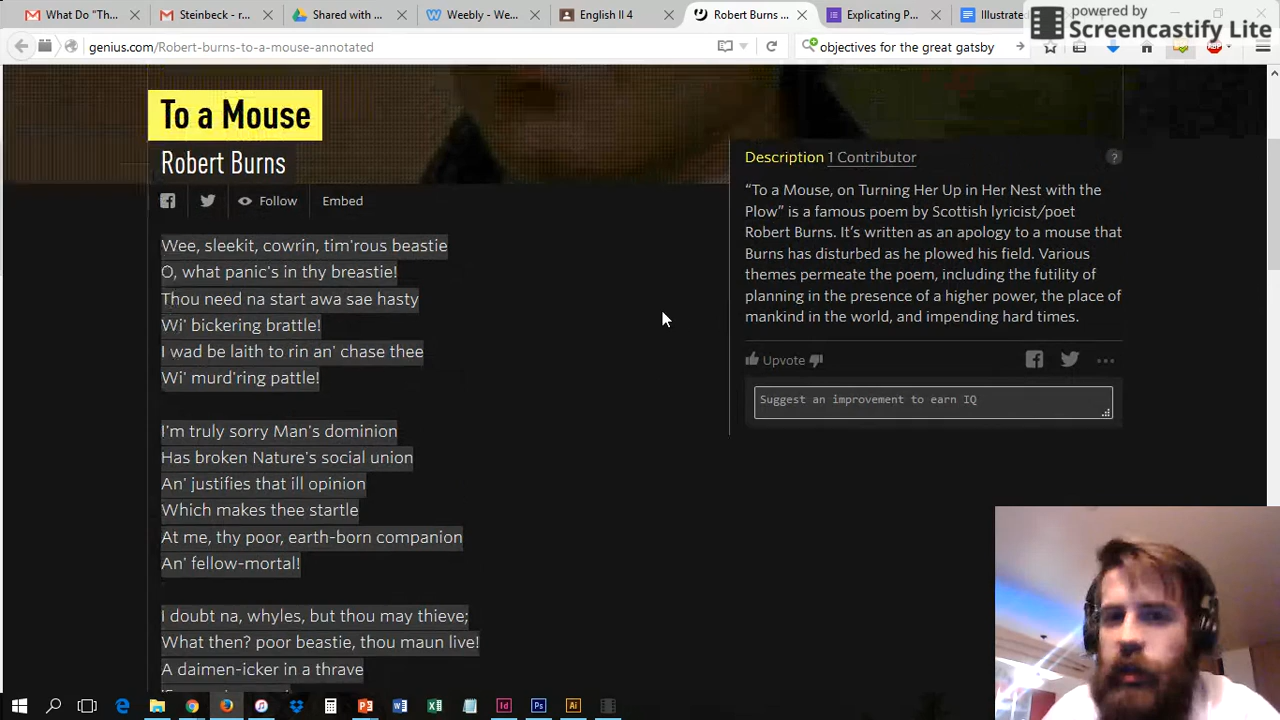 What Do "Th...
Steinbeck - r...
Shared with ...
Weebly - We...
English II 4
Robert Burns ...
Explicating P...
Illustrate
powered by
Screencastify Lite
genius.com/Robert-burns-to-a-mouse-annotated
objectives for the great gatsby
To a Mouse
Robert Burns
Follow
Embed
Wee, sleekit, cowrin, tim'rous beastie
O, what panic's in thy breastie!
Thou need na start awa sae hasty
Wi' bickering brattle!
I wad be laith to rin an' chase thee
Wi' murd'ring pattle!
I'm truly sorry Man's dominion
Has broken Nature's social union
An' justifies that ill opinion
Which makes thee startle
At me, thy poor, earth-born companion
An' fellow-mortal!
I doubt na, whyles, but thou may thieve;
What then? poor beastie, thou maun live!
A daimen-icker in a thrave
Description 1 Contributor
?
“To a Mouse, on Turning Her Up in Her Nest with the
Plow” is a famous poem by Scottish lyricist/poet
Robert Burns. It’s written as an apology to a mouse that
Burns has disturbed as he plowed his field. Various
themes permeate the poem, including the futility of
planning in the presence of a higher power, the place of
mankind in the world, and impending hard times.
Upvote
Suggest an improvement to earn IQ